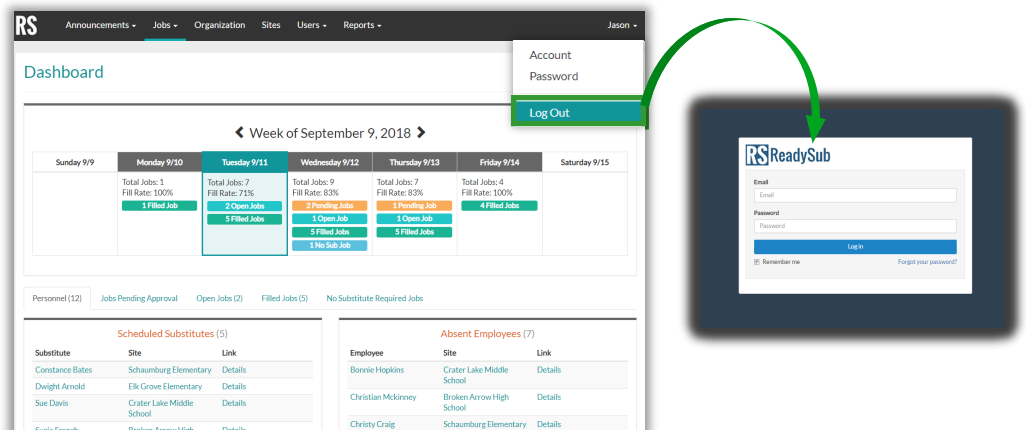 RS Announcements Jobs Organization Sites Users Reports Jason
Account
Password
Log Out
Dashboard
Week of September 9, 2018
Sunday 9/9 Monday 9/10 Tuesday 9/11 Wednesday 9/12 Thursday 9/13 Friday 9/14 Saturday 9/15
Total Jobs: 1 Total Jobs: 7 Total Jobs: 9 Total Jobs: 7 Total Jobs: 4
Fill Rate: 100% Fill Rate: 71% Fill Rate: 83% Fill Rate: 83% Fill Rate: 100%
1 Filled Job 2 Open Jobs 2 Pending Jobs 1 Pending Job 4 Filled Jobs
5 Filled Jobs 1 Open Job 1 Open Job
5 Filled Jobs 5 Filled Jobs
1 No Sub Job
Personnel (12) Jobs Pending Approval Open Jobs (2) Filled Jobs (5) No Substitute Required Jobs
Scheduled Substitutes (5)
Substitute Site Link
Constance Bates Schaumburg Elementary Details
Dwight Arnold Elk Grove Elementary Details
Sue Davis Crater Lake Middle Details
School
Broken Arrow High Details
Absent Employees (7)
Employee Site Link
Bonnie Hopkins Crater Lake Middle Details
School
Christian Mckinney Broken Arrow High Details
School
Christy Craig Schaumburg Elementary Details
RS ReadySub
Email
Email
Password
Password
Log in
Remember me Forgot your password?